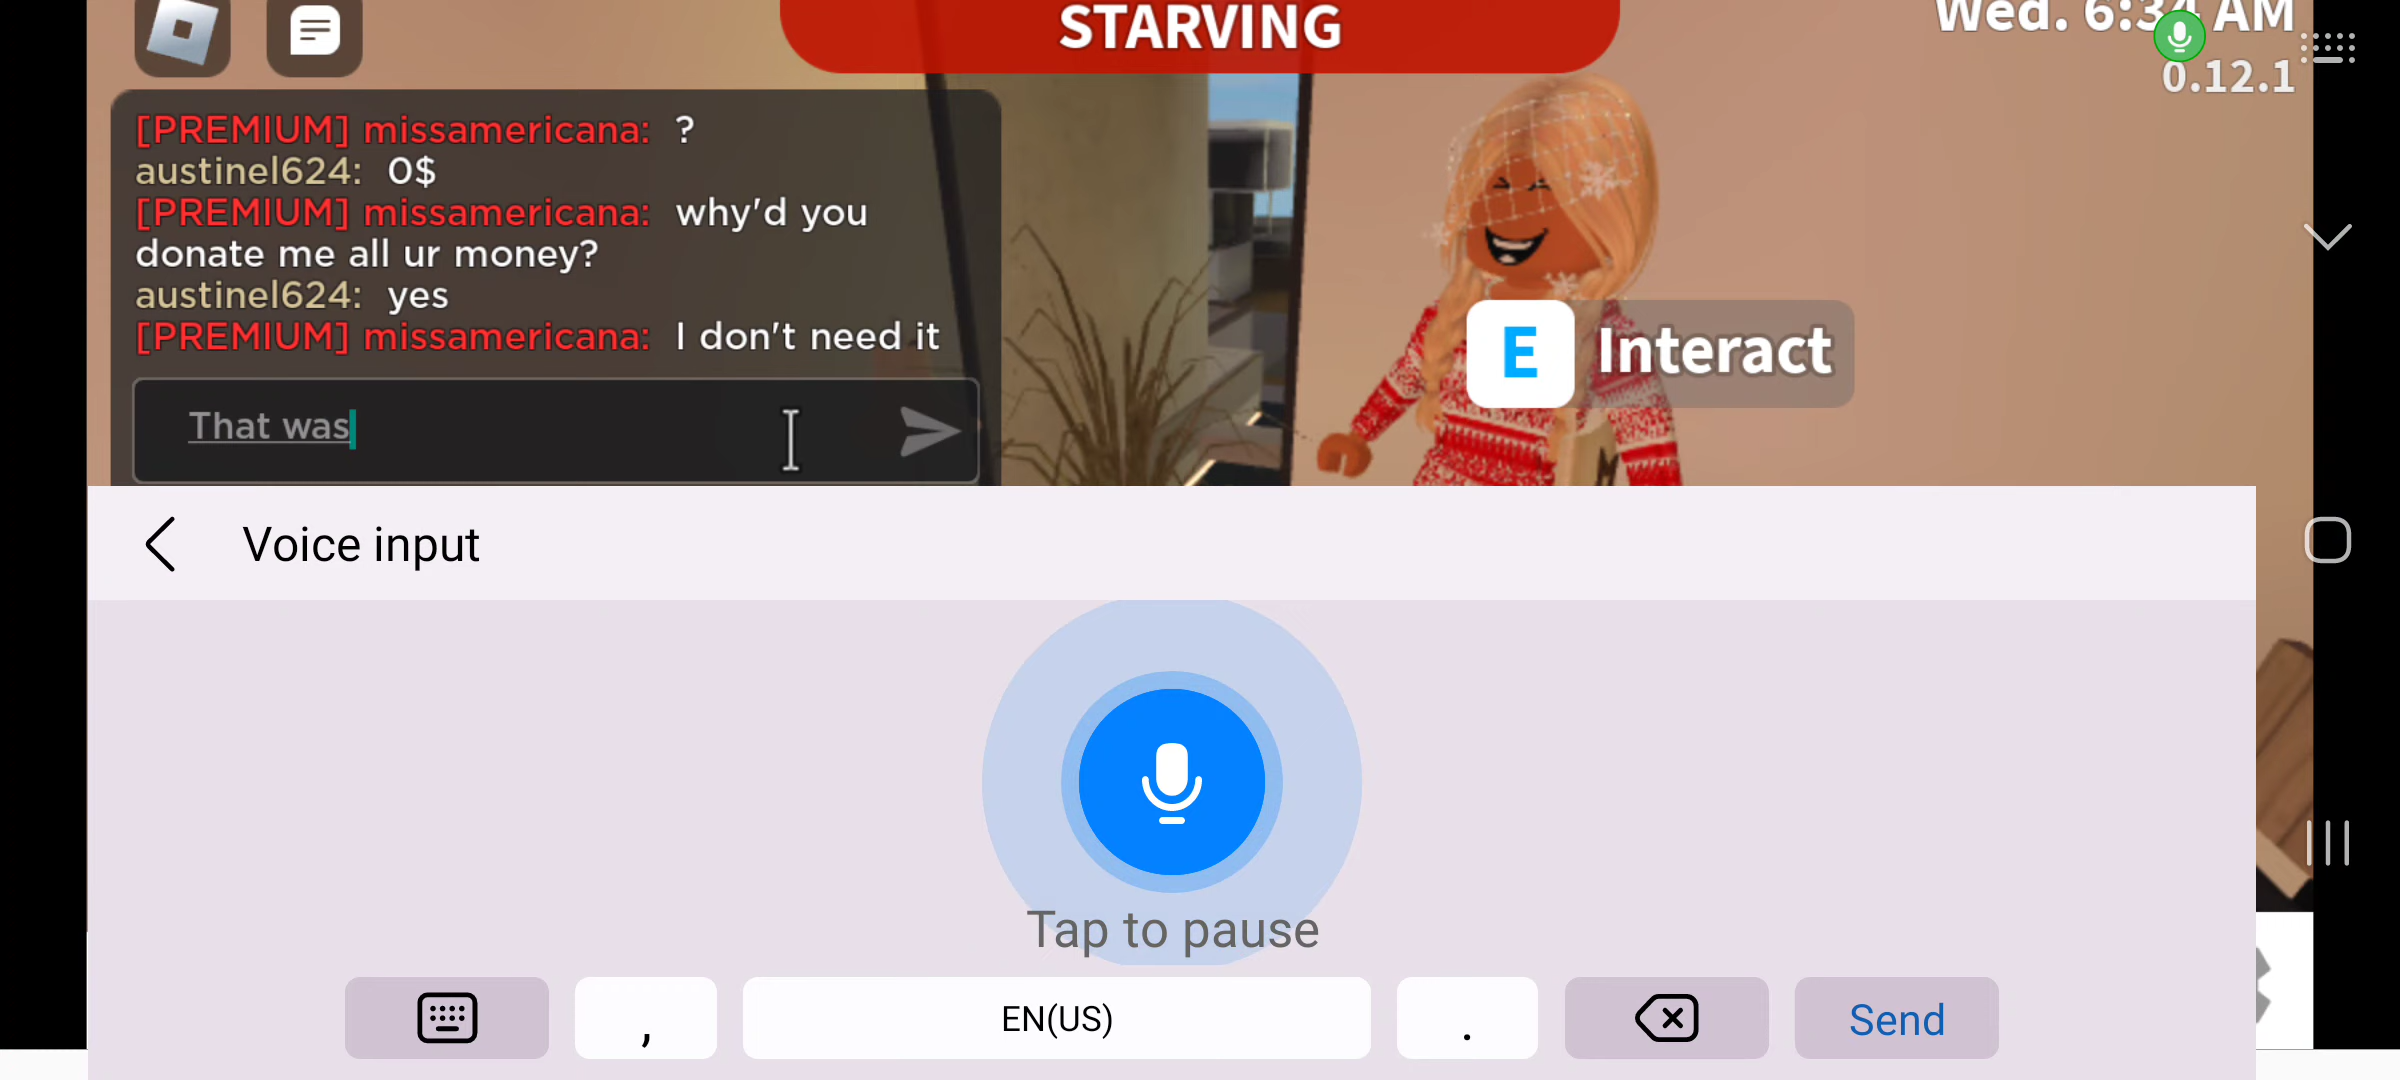 STARVING
Wed. 6:34 AM
0.12.1
[PREMIUM] missamericana: ?
austinel624: 0$
[PREMIUM] missamericana: why'd you
donate me all ur money?
austinel624: yes
[PREMIUM] missamericana: I don't need it
That was
E Interact
Voice input
Tap to pause
, EN(US) . Send